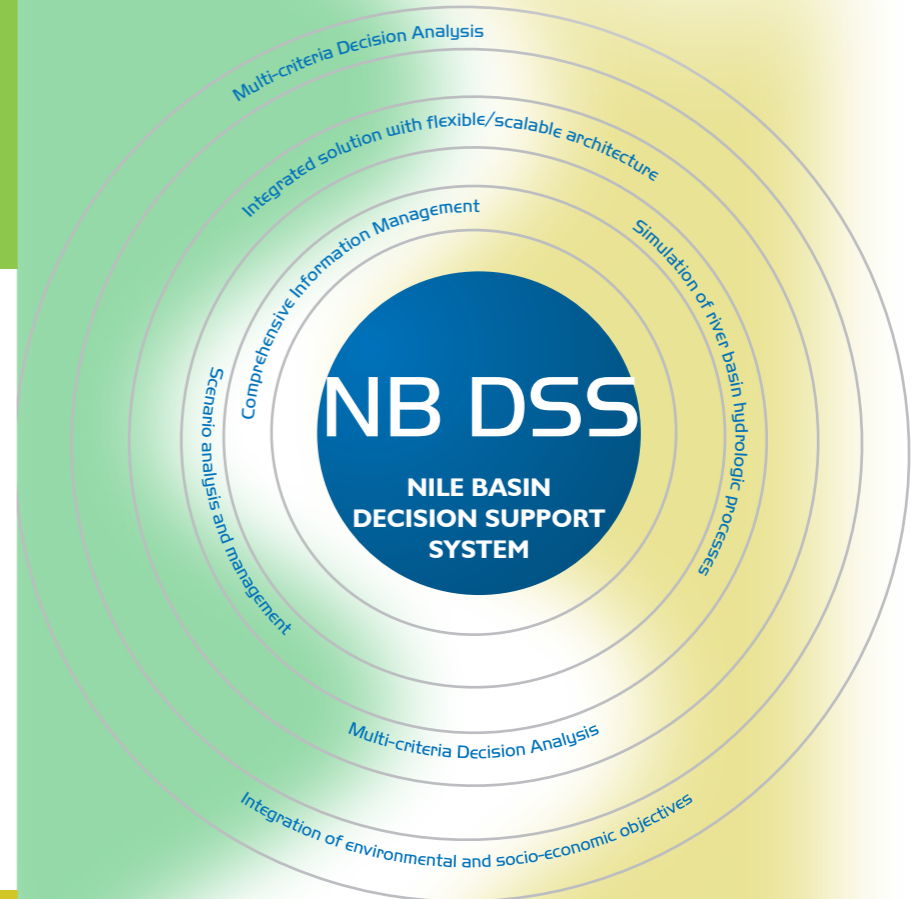 Multi-criteria Decision Analysis
Integrated solution with flexible/scalable architecture
Comprehensive Information Management
Simulation of river basin hydrologic processes
Scenario analysis and management
NB DSS
NILE BASIN
DECISION SUPPORT
SYSTEM
Multi-criteria Decision Analysis
Integration of environmental and socio-economic objectives